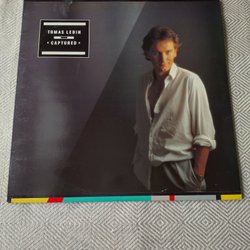 TOMAS LEDIN
• CAPTURED •